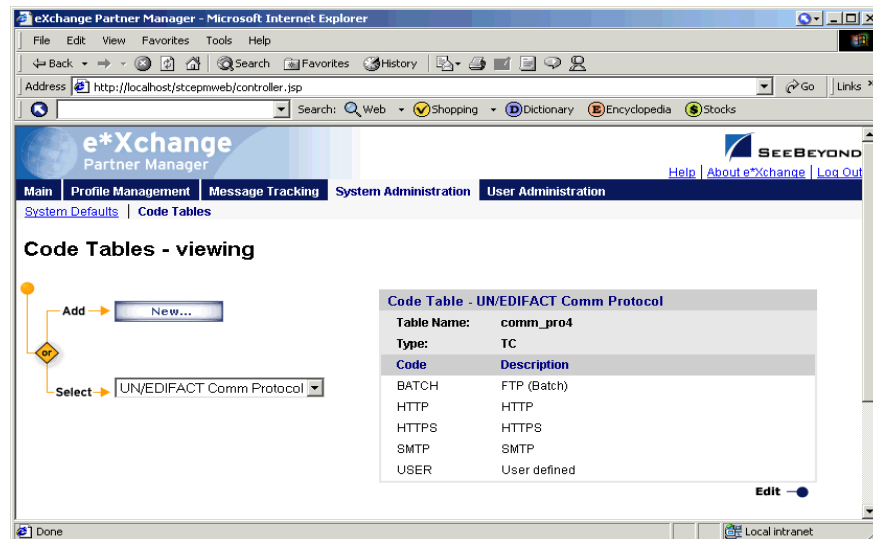 eXchange Partner Manager - Microsoft Internet Explorer
File Edit View Favorites Tools Help
Back Search Favorites History
Address http://localhost/stcepmweb/controller.jsp Go Links »
Search: Web Shopping Dictionary Encyclopedia Stocks
e*Xchange
Partner Manager
SEEBEYOND
Help | About e*Xchange | Log Out
Main Profile Management Message Tracking System Administration User Administration
System Defaults | Code Tables
Code Tables - viewing
Add New...
or
Select UN/EDIFACT Comm Protocol
Code Table - UN/EDIFACT Comm Protocol
Table Name: comm_pro4
Type: TC
Code Description
BATCH FTP (Batch)
HTTP HTTP
HTTPS HTTPS
SMTP SMTP
USER User defined
Edit
Done Local intranet